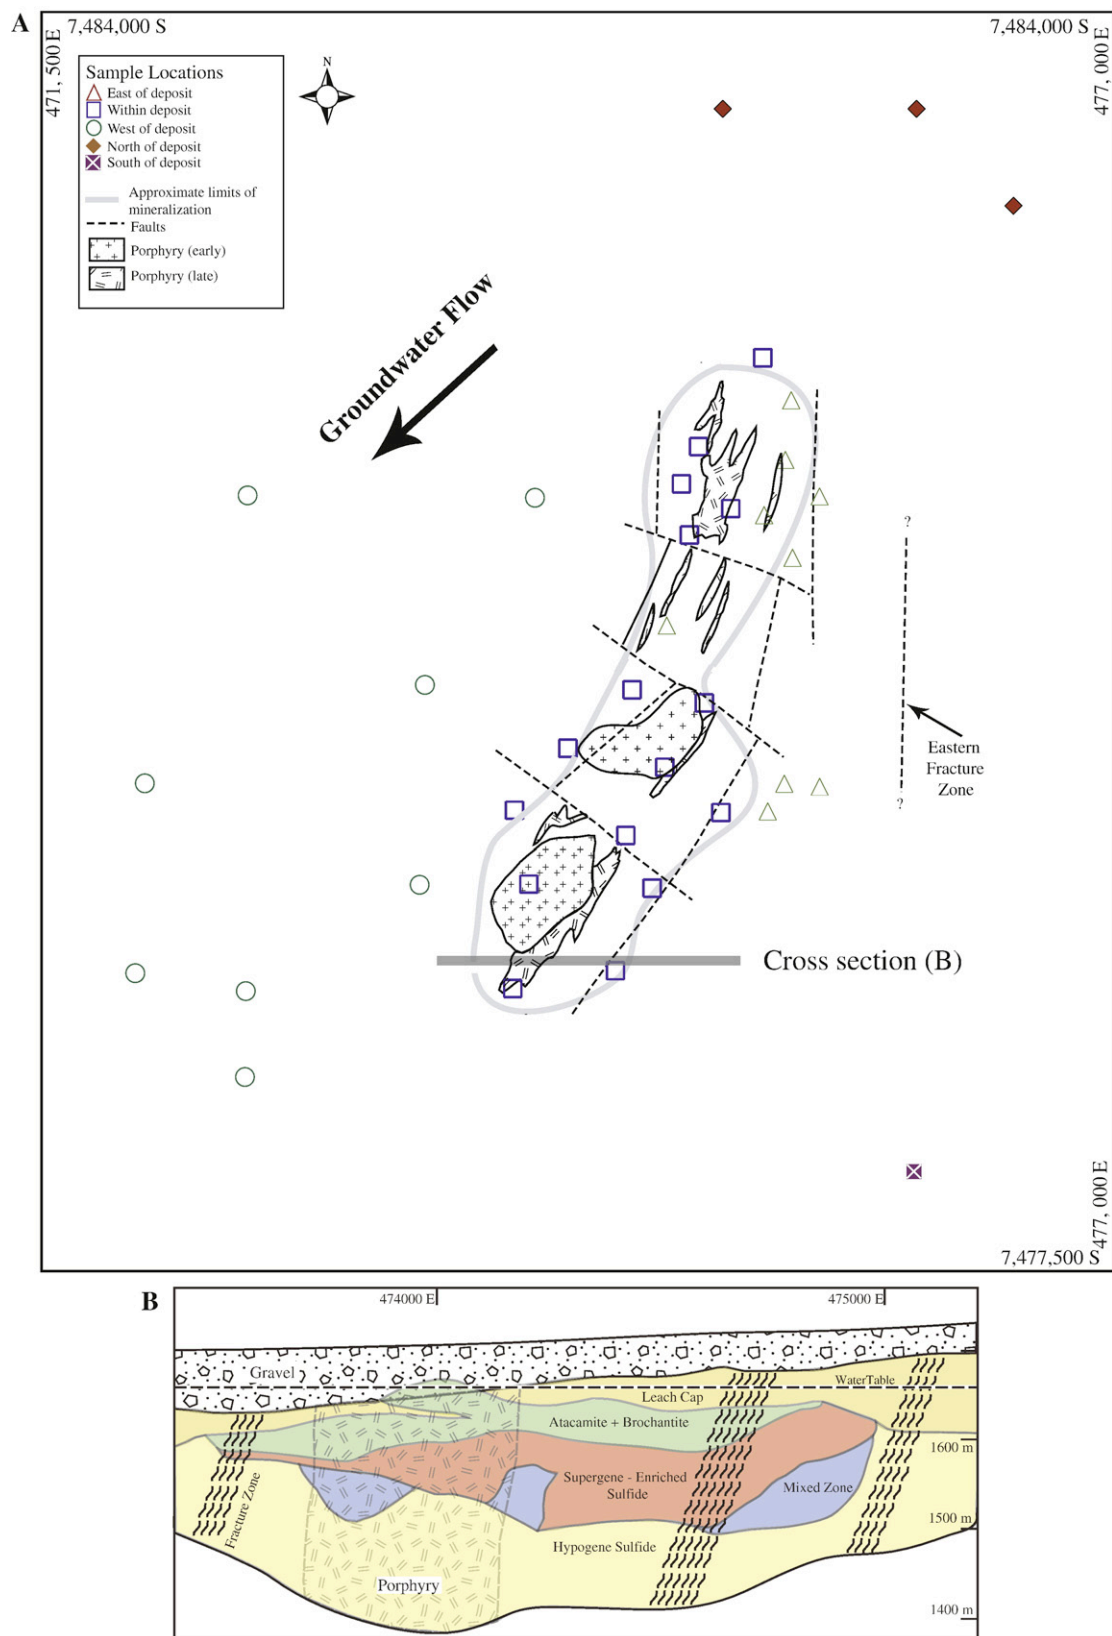 A
7,484,000 S
7,484,000 S
471, 500 E
477, 000 E
Sample Locations
East of deposit
Within deposit
West of deposit
North of deposit
South of deposit
Approximate limits of
mineralization
Faults
Porphyry (early)
Porphyry (late)
N
Groundwater Flow
?
Eastern
Fracture
Zone
?
Cross section (B)
477, 000 E
7,477,500 S
B
474000 E
475000 E
Gravel
WaterTable
Leach Cap
Atacamite + Brochantite
1600 m
Supergene - Enriched
Sulfide
Mixed Zone
Fracture Zone
1500 m
Hypogene Sulfide
Porphyry
1400 m